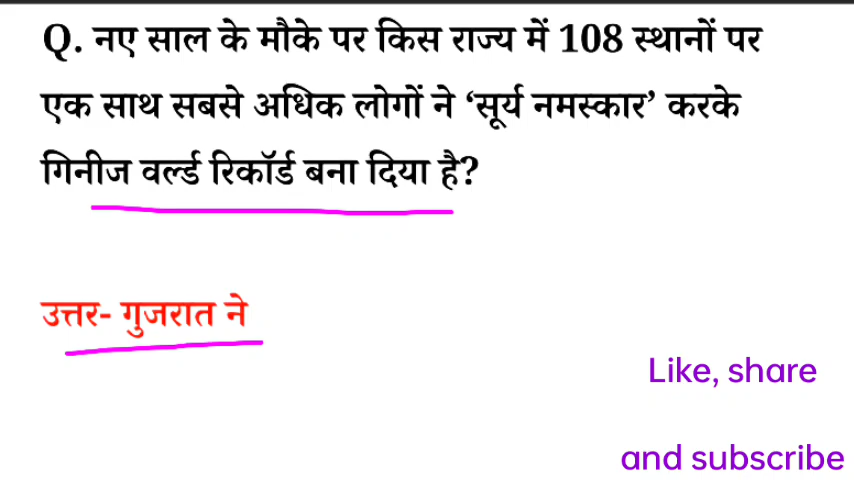 Q. नए साल के मौके पर किस राज्य में 108 स्थानों पर
एक साथ सबसे अधिक लोगों ने ‘सूर्य नमस्कार’ करके
गिनीज वर्ल्ड रिकॉर्ड बना दिया है?
उत्तर- गुजरात ने
Like, share
and subscribe